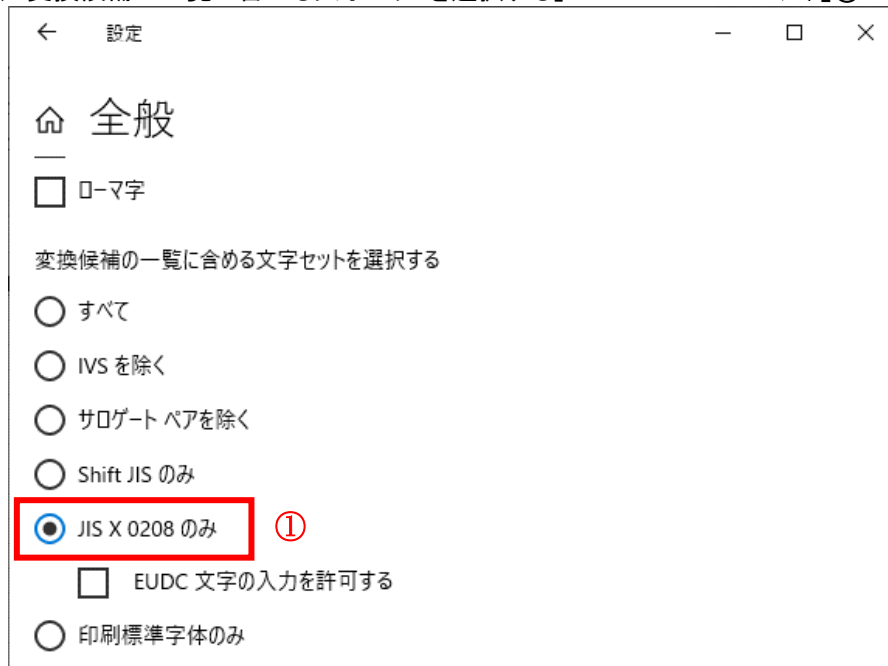 設定
全般
ローマ字
変換候補の一覧に含める文字セットを選択する
すべて
IVS を除く
サロゲート ペアを除く
Shift JIS のみ
JIS X 0208 のみ ①
EUDC 文字の入力を許可する
印刷標準字体のみ